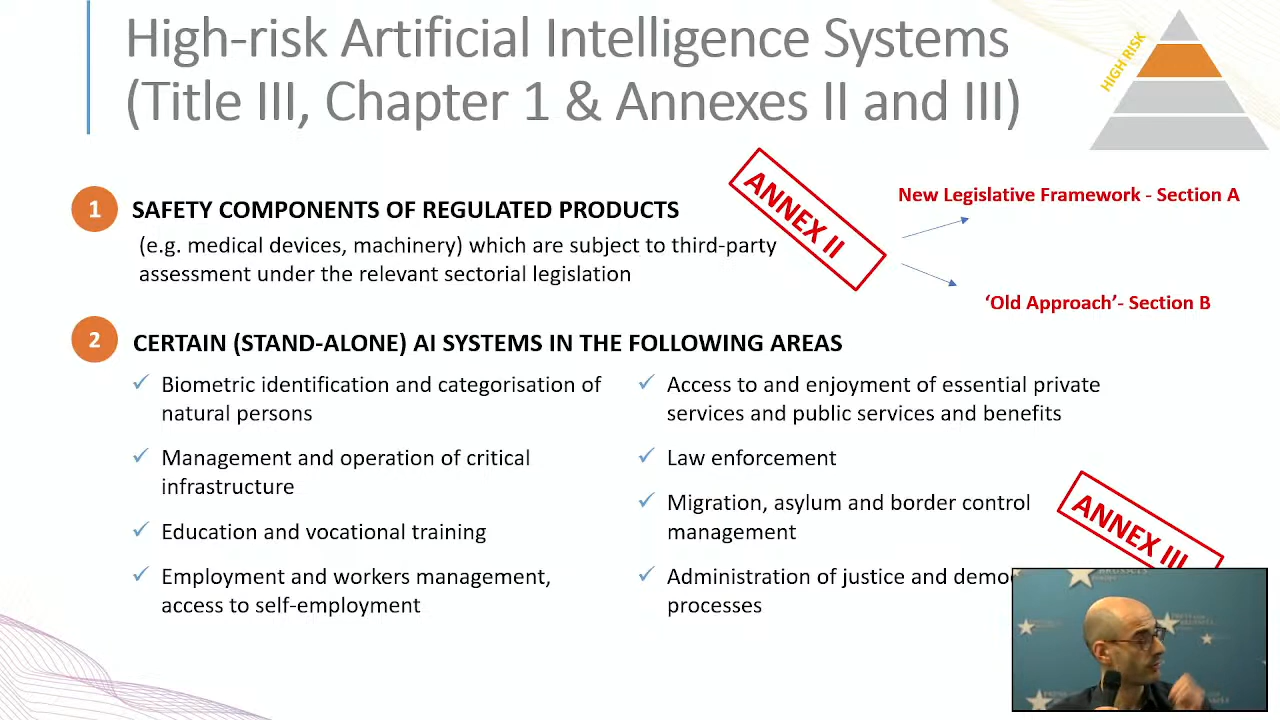 High-risk Artificial Intelligence Systems
(Title III, Chapter 1 & Annexes II and III)
HIGH RISK
1
SAFETY COMPONENTS OF REGULATED PRODUCTS
(e.g. medical devices, machinery) which are subject to third-party
assessment under the relevant sectorial legislation
ANNEX II
New Legislative Framework - Section A
‘Old Approach’- Section B
2
CERTAIN (STAND-ALONE) AI SYSTEMS IN THE FOLLOWING AREAS
Biometric identification and categorisation of
natural persons
Management and operation of critical
infrastructure
Education and vocational training
Employment and workers management,
access to self-employment
Access to and enjoyment of essential private
services and public services and benefits
Law enforcement
Migration, asylum and border control
management
Administration of justice and democ
processes
ANNEX III